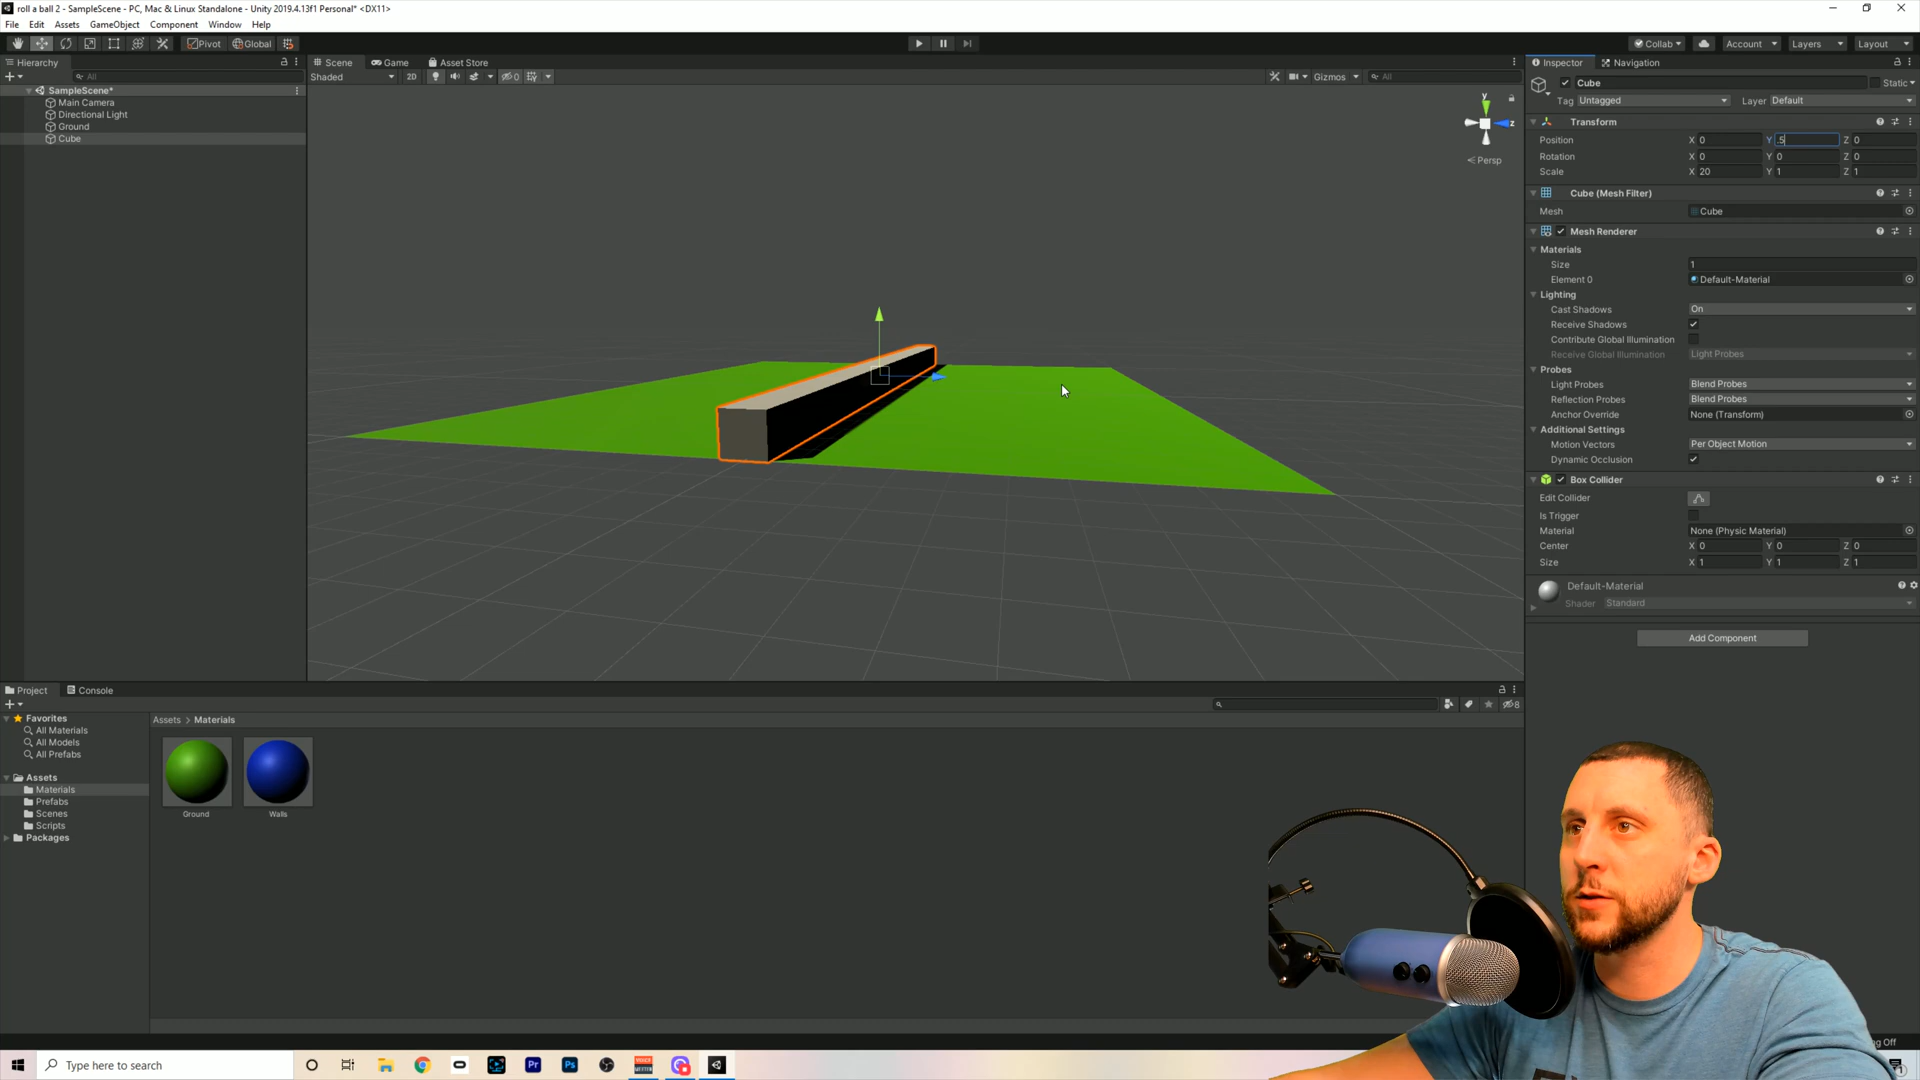 roll a ball 2 - SampleScene - PC, Mac & Linux Standalone - Unity 2019.4.13f1 Personal* <DX11>
File Edit Assets GameObject Component Window Help
Pivot Global Collab Account Layers Layout
Hierarchy Scene Game Asset Store Inspector Navigation
All Shaded 2D 0 Gizmos All
SampleScene*
Main Camera
Directional Light
Ground
Cube
y
z
Persp
Cube Static
Tag Untagged Layer Default
Transform
Position X 0 Y .5 Z 0
Rotation X 0 Y 0 Z 0
Scale X 20 Y 1 Z 1
Cube (Mesh Filter)
Mesh Cube
Mesh Renderer
Materials
Size 1
Element 0 Default-Material
Lighting
Cast Shadows On
Receive Shadows
Contribute Global Illumination
Receive Global Illumination Light Probes
Probes
Light Probes Blend Probes
Reflection Probes Blend Probes
Anchor Override None (Transform)
Additional Settings
Motion Vectors Per Object Motion
Dynamic Occlusion
Box Collider
Edit Collider
Is Trigger
Material None (Physic Material)
Center X 0 Y 0 Z 0
Size X 1 Y 1 Z 1
Default-Material
Shader Standard
Add Component
Project Console
8
Favorites
All Materials
All Models
All Prefabs
Assets
Materials
Prefabs
Scenes
Scripts
Packages
Assets > Materials
Ground Walls
Off
Type here to search
Pr
Ps